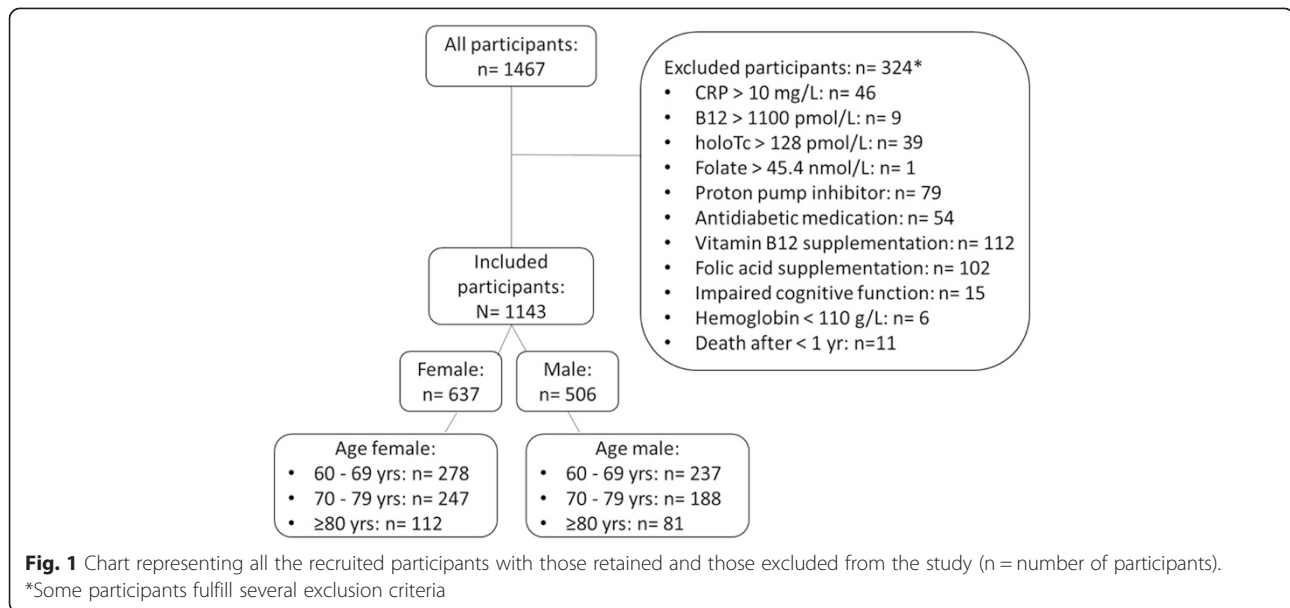 All participants:
n= 1467
Excluded participants: n= 324*
• CRP > 10 mg/L: n= 46
• B12 > 1100 pmol/L: n= 9
• holoTc > 128 pmol/L: n= 39
• Folate > 45.4 nmol/L: n= 1
• Proton pump inhibitor: n= 79
• Antidiabetic medication: n= 54
• Vitamin B12 supplementation: n= 112
• Folic acid supplementation: n= 102
• Impaired cognitive function: n= 15
• Hemoglobin < 110 g/L: n= 6
• Death after < 1 yr: n=11
Included
participants:
N= 1143
Female:
n= 637
Male:
n= 506
Age female:
• 60 - 69 yrs: n= 278
• 70 - 79 yrs: n= 247
• ≥80 yrs: n= 112
Age male:
• 60 - 69 yrs: n= 237
• 70 - 79 yrs: n= 188
• ≥80 yrs: n= 81
Fig. 1 Chart representing all the recruited participants with those retained and those excluded from the study (n = number of participants).
*Some participants fulfill several exclusion criteria